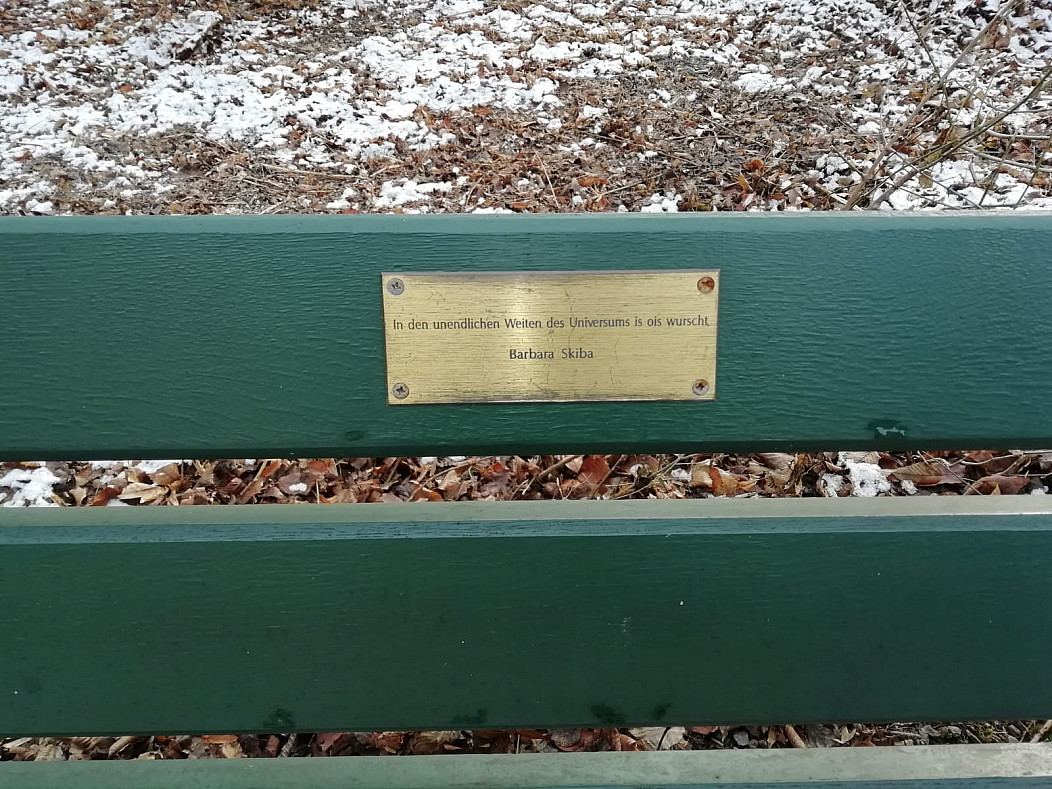 In den unendlichen Weiten des Universums is ois wurscht
Barbara Skiba